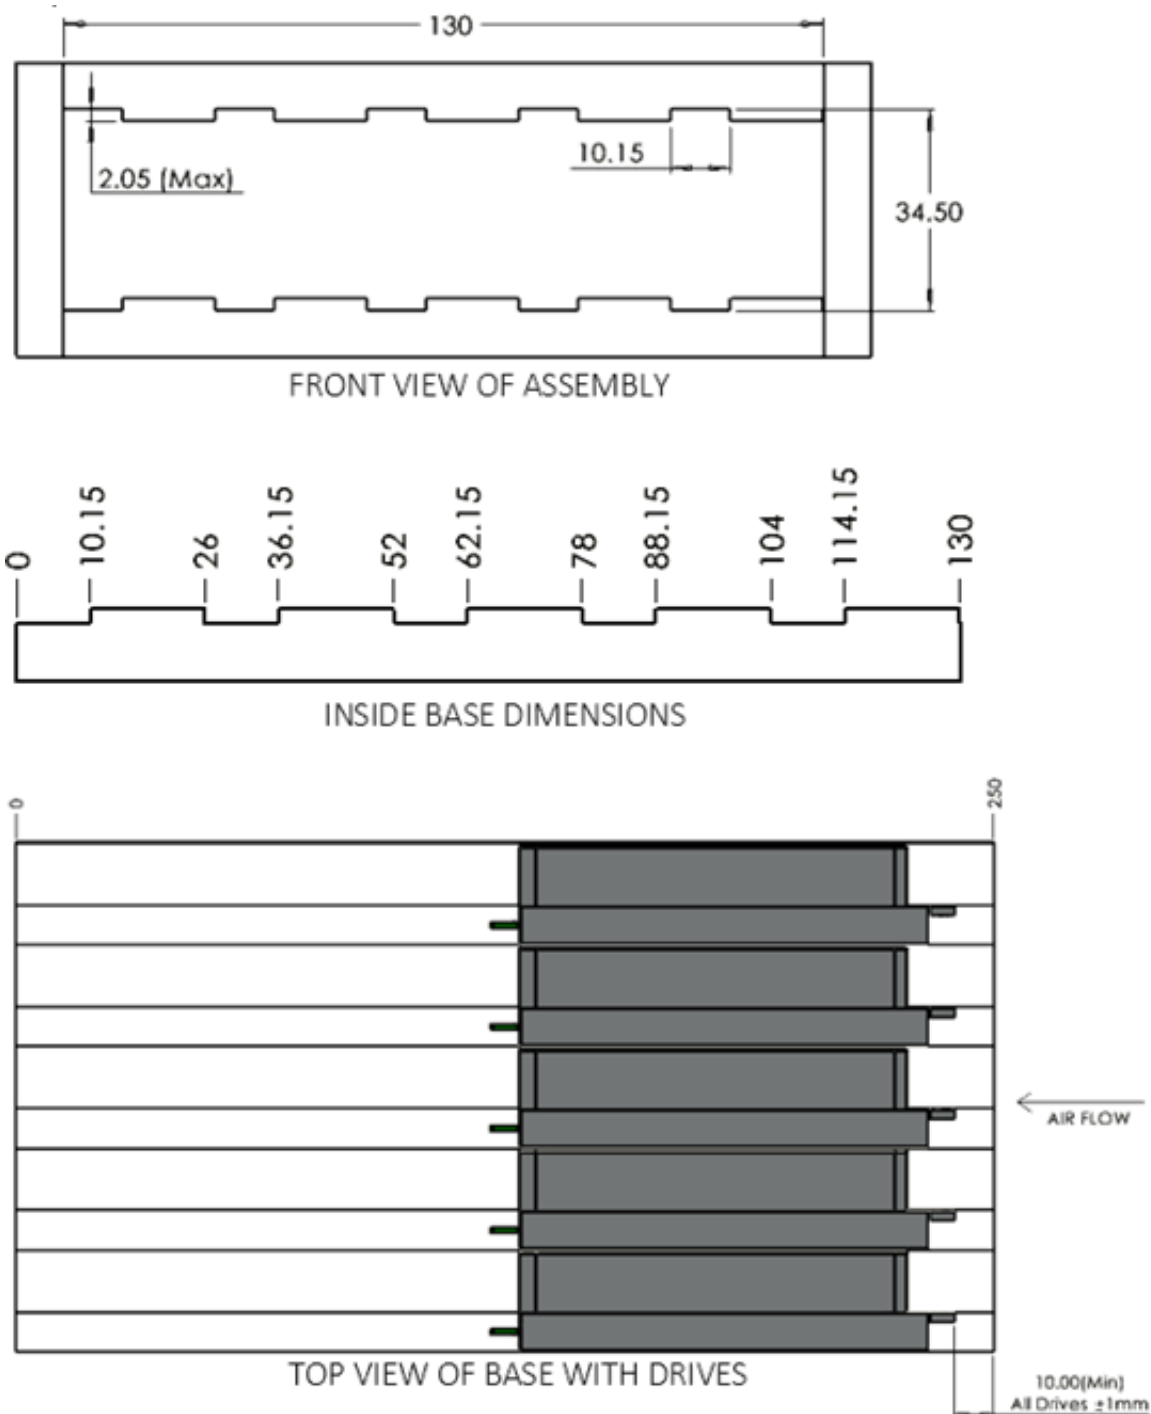 130
2.05 (Max)
10.15
34.50
FRONT VIEW OF ASSEMBLY
0
10.15
26
36.15
52
62.15
78
88.15
104
114.15
130
INSIDE BASE DIMENSIONS
0
250
AIR FLOW
TOP VIEW OF BASE WITH DRIVES
10.00(Min)
All Drives ±1mm